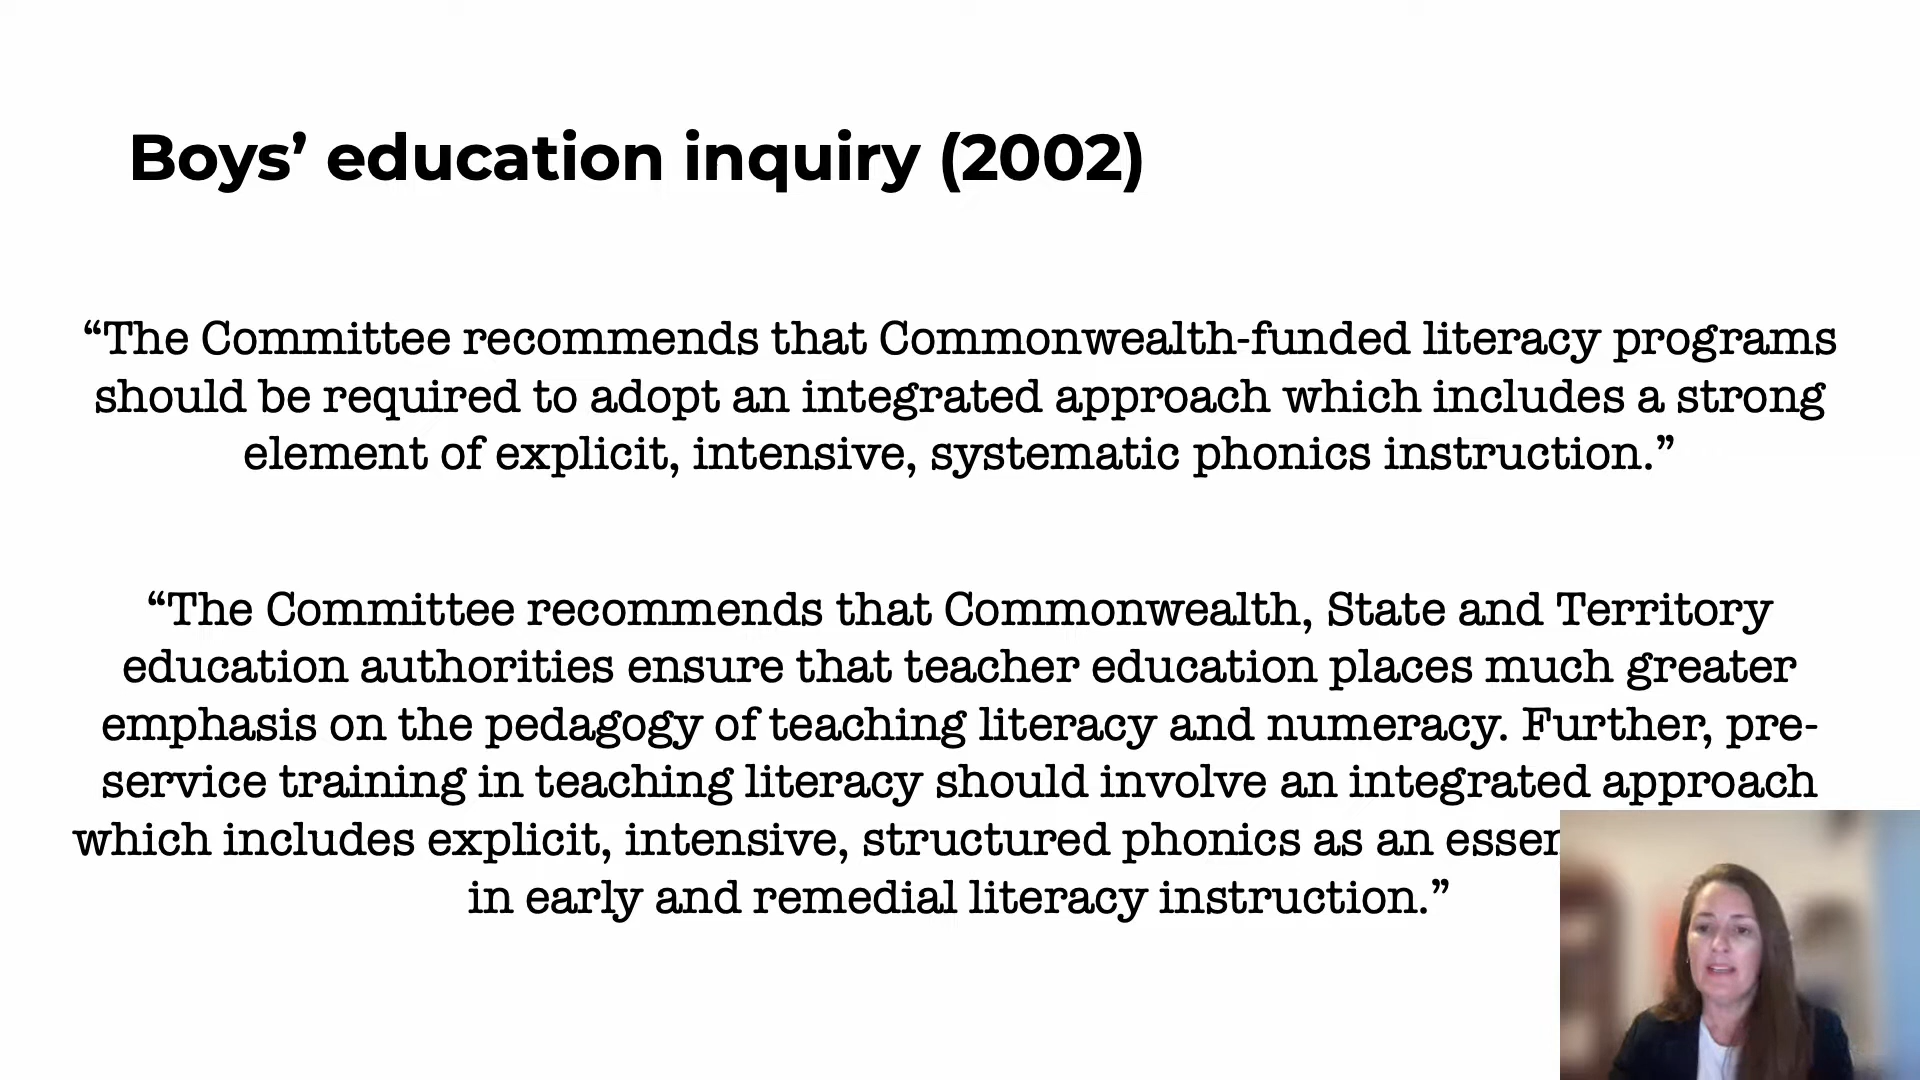 Boys’ education inquiry (2002)
“The Committee recommends that Commonwealth-funded literacy programs
should be required to adopt an integrated approach which includes a strong
element of explicit, intensive, systematic phonics instruction.”
“The Committee recommends that Commonwealth, State and Territory
education authorities ensure that teacher education places much greater
emphasis on the pedagogy of teaching literacy and numeracy. Further, pre-
service training in teaching literacy should involve an integrated approach
which includes explicit, intensive, structured phonics as an
in early and remedial literacy instruction.”